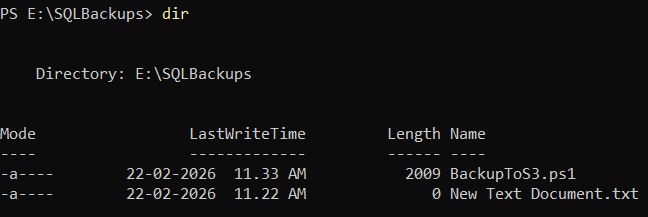 PS E:\SQLBackups> dir
Directory: E:\SQLBackups
Mode LastWriteTime Length Name
---- ------------- ------ ----
-a---- 22-02-2026 11.33 AM 2009 BackupToS3.ps1
-a---- 22-02-2026 11.22 AM 0 New Text Document.txt